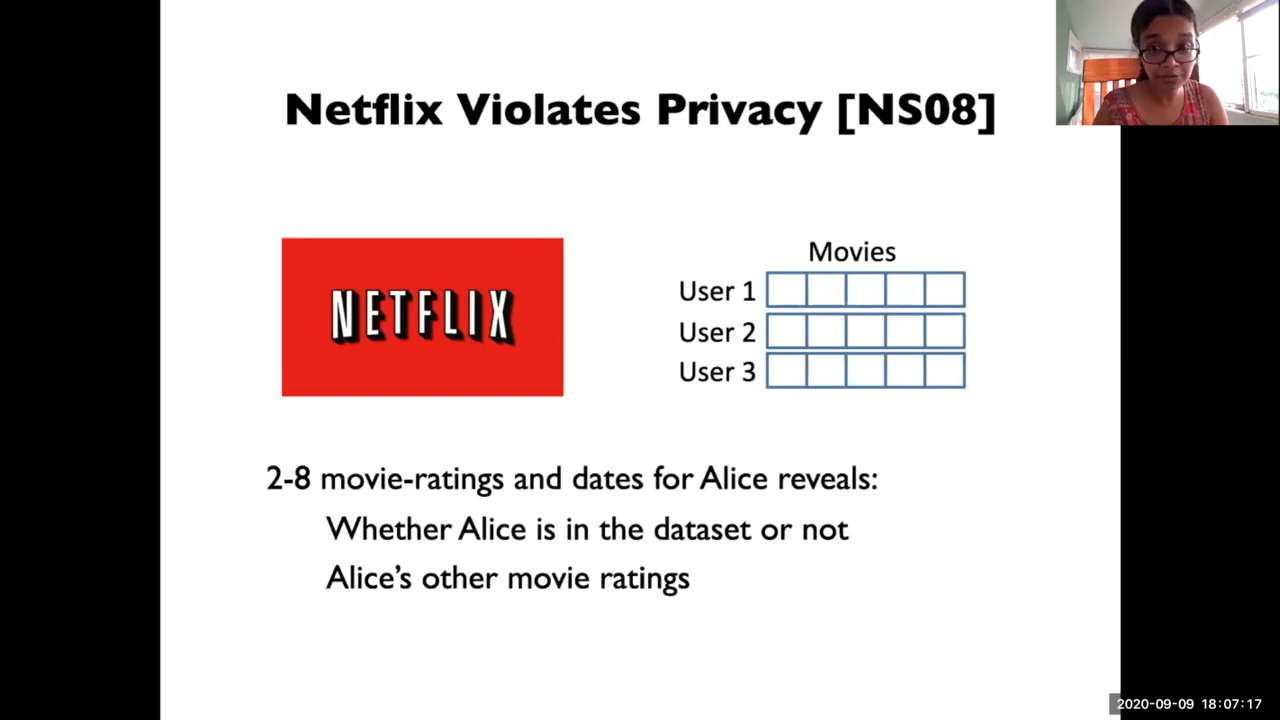 Netflix Violates Privacy [NS08]
NETFLIX
Movies
User 1
User 2
User 3
2-8 movie-ratings and dates for Alice reveals:
Whether Alice is in the dataset or not
Alice’s other movie ratings
2020-09-09 18:07:17